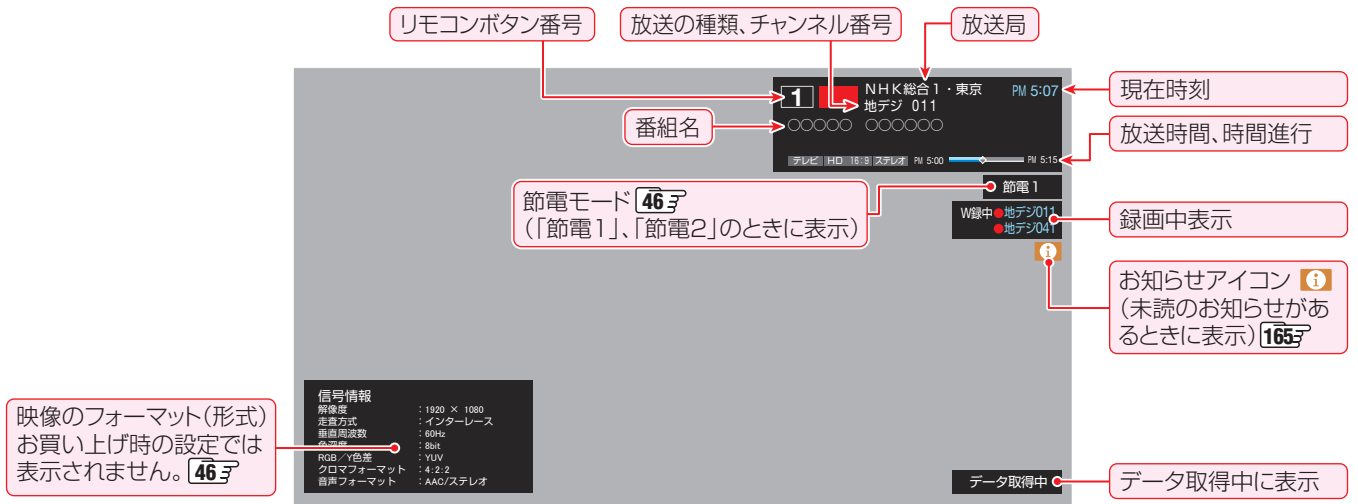 リモコンボタン番号
放送の種類、チャンネル番号
放送局
1
NHK総合1・東京
PM 5:07
地デジ 011
現在時刻
番組名
○○○○○ ○○○○○○
テレビ HD 16:9 ステレオ PM 5:00 PM 5:15
放送時間、時間進行
節電モード 46
(「節電1」、「節電2」のときに表示)
節電1
W録中●地デジ011
●地デジ041
録画中表示
お知らせアイコン i
(未読のお知らせがあ
るときに表示) 165
信号情報
解像度 :1920 × 1080
走査方式 :インターレース
垂直周波数 :60Hz
色深度 :8bit
RGB/Y色差 :YUV
クロマフォーマット :4:2:2
音声フォーマット :AAC/ステレオ
映像のフォーマット(形式)
お買い上げ時の設定では
表示されません。 46
データ取得中
データ取得中に表示